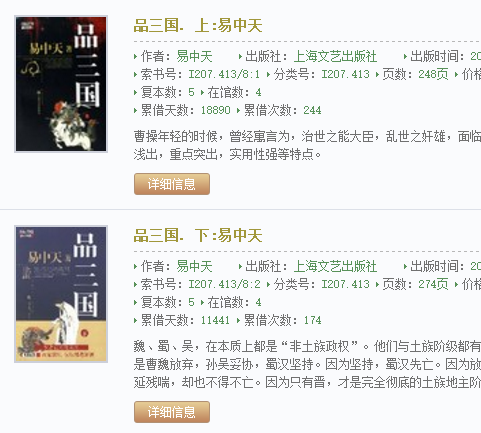 品三国. 上:易中天
作者：易中天 出版社：上海文艺出版社 出版时间：20
索书号：I207.413/8:1 分类号：I207.413 页数：248页 价格
复本数：5 在馆数：4
累借天数：18890 累借次数：244
曹操年轻的时候，曾经寓言为，治世之能大臣，乱世之奸雄，面临
浅出，重点突出，实用性强等特点。
详细信息
品三国
易中天 著
品三国. 下:易中天
作者：易中天 出版社：上海文艺出版社 出版时间：20
索书号：I207.413/8:2 分类号：I207.413 页数：274页 价格
复本数：5 在馆数：4
累借天数：11441 累借次数：174
魏、蜀、吴，在本质上都是“非土族政权”。他们与土族阶级都有
是曹魏放弃，孙吴妥协，蜀汉坚持。因为坚持，蜀汉先亡。因为放
延残喘，却也不得不亡。因为只有晋，才是完全彻底的土族地主阶
详细信息
品三国
易中天 著